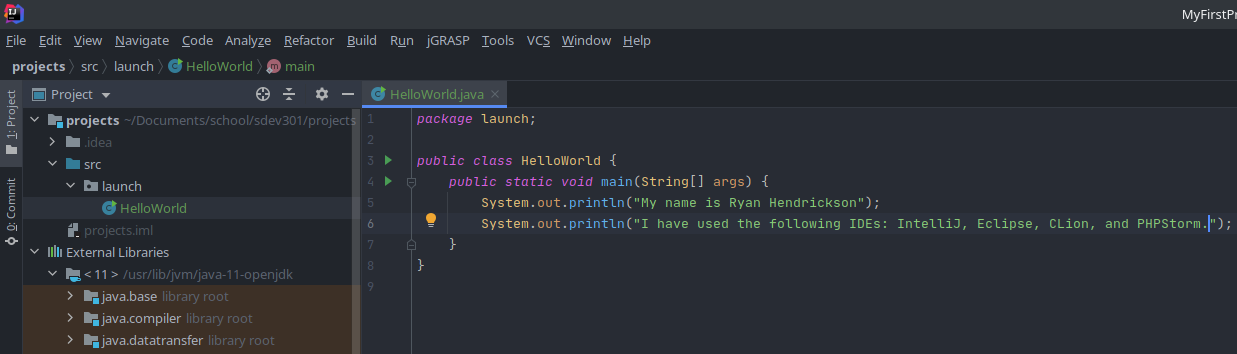 IJ
MyFirstPr
File Edit View Navigate Code Analyze Refactor Build Run jGRASP Tools VCS Window Help
projects src launch HelloWorld m main
1: Project
0: Commit
Project
projects ~/Documents/school/sdev301/projects
.idea
src
launch
HelloWorld
projects.iml
External Libraries
< 11 > /usr/lib/jvm/java-11-openjdk
java.base library root
java.compiler library root
java.datatransfer library root
HelloWorld.java
1 package launch;
2
3 public class HelloWorld {
4 public static void main(String[] args) {
5 System.out.println("My name is Ryan Hendrickson");
6 System.out.println("I have used the following IDEs: IntelliJ, Eclipse, CLion, and PHPStorm.");
7 }
8 }
9